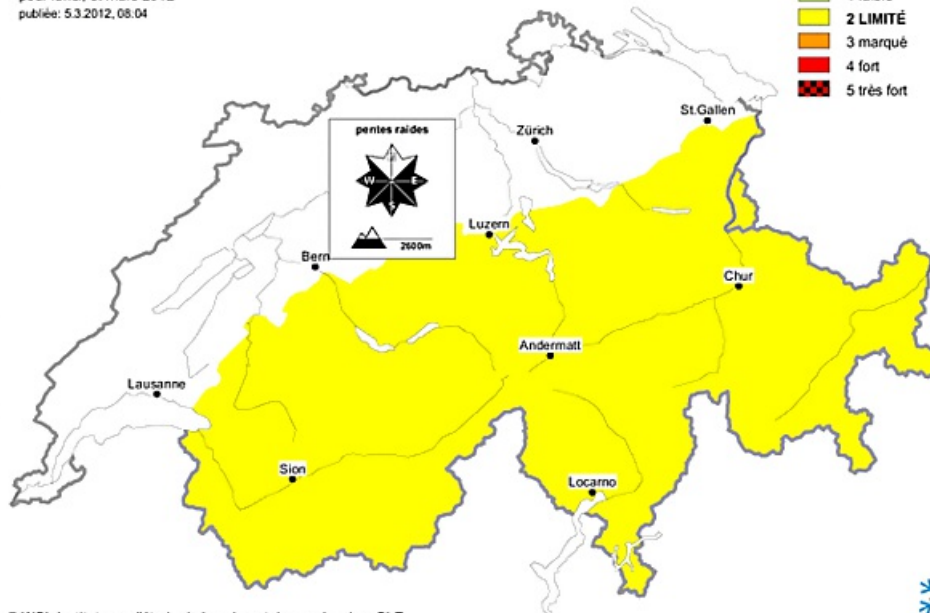 publiée: 5.3.2012, 08:04
2 LIMITÉ
3 marqué
4 fort
5 très fort
St.Gallen
Zürich
pentes raides
W E
S
2600m
Luzern
Bern
Chur
Andermatt
Lausanne
Sion
Locarno